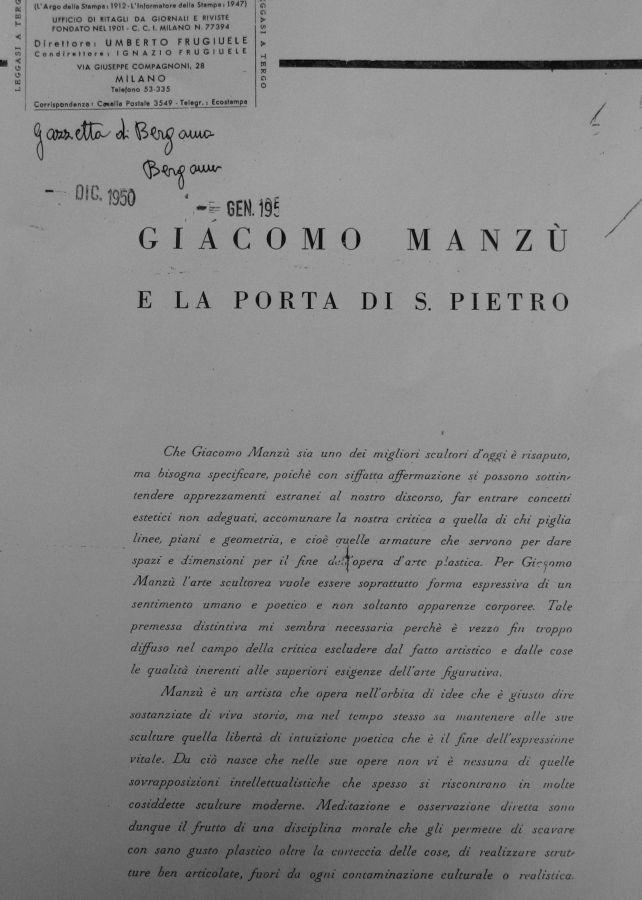 (L'Argo della Stampa: 1912 - L'Informatore della Stampa: 1947)
UFFICIO DI RITAGLI DA GIORNALI E RIVISTE
FONDATO NEL 1901 - C. C. I. MILANO N. 77394
Direttore: UMBERTO FRUGIUELE
Condirettore: IGNAZIO FRUGIUELE
VIA GIUSEPPE COMPAGNONI, 28
MILANO
Telefono 53-335
Corrispondenza: Casella Postale 3549 - Telegr.: Ecostampa
LEGGASI A TERGO
LEGGASI A TERGO
Gazzetta di Bergamo
Bergamo
- DIC. 1950
- GEN. 195
GIACOMO MANZÙ
E LA PORTA DI S. PIETRO
Che Giacomo Manzù sia uno dei migliori scultori d'oggi è risaputo,
ma bisogna specificare, poichè con siffatta affermazione si possono sottin-
tendere apprezzamenti estranei al nostro discorso, far entrare concetti
estetici non adeguati, accomunare la nostra critica a quella di chi piglia
linee, piani e geometria, e cioè quelle armature che servono per dare
spazi e dimensioni per il fine dell'opera d'arte plastica. Per Giacomo
Manzù l'arte scultorea vuole essere soprattutto forma espressiva di un
sentimento umano e poetico e non soltanto apparenze corporee. Tale
premessa distintiva mi sembra necessaria perchè è vezzo fin troppo
diffuso nel campo della critica escludere dal fatto artistico e dalle cose
le qualità inerenti alle superiori esigenze dell'arte figurativa.
Manzù è un artista che opera nell'orbita di idee che è giusto dire
sostanziate di viva storia, ma nel tempo stesso sa mantenere alle sue
sculture quella libertà di intuizione poetica che è il fine dell'espressione
vitale. Da ciò nasce che nelle sue opere non vi è nessuna di quelle
sovrapposizioni intellettualistiche che spesso si riscontrano in molte
cosiddette sculture moderne. Meditazione e osservazione diretta sono
dunque il frutto di una disciplina morale che gli permette di scavare
con sano gusto plastico oltre la corteccia delle cose, di realizzare strut-
ture ben articolate, fuori da ogni contaminazione culturale o realistica.